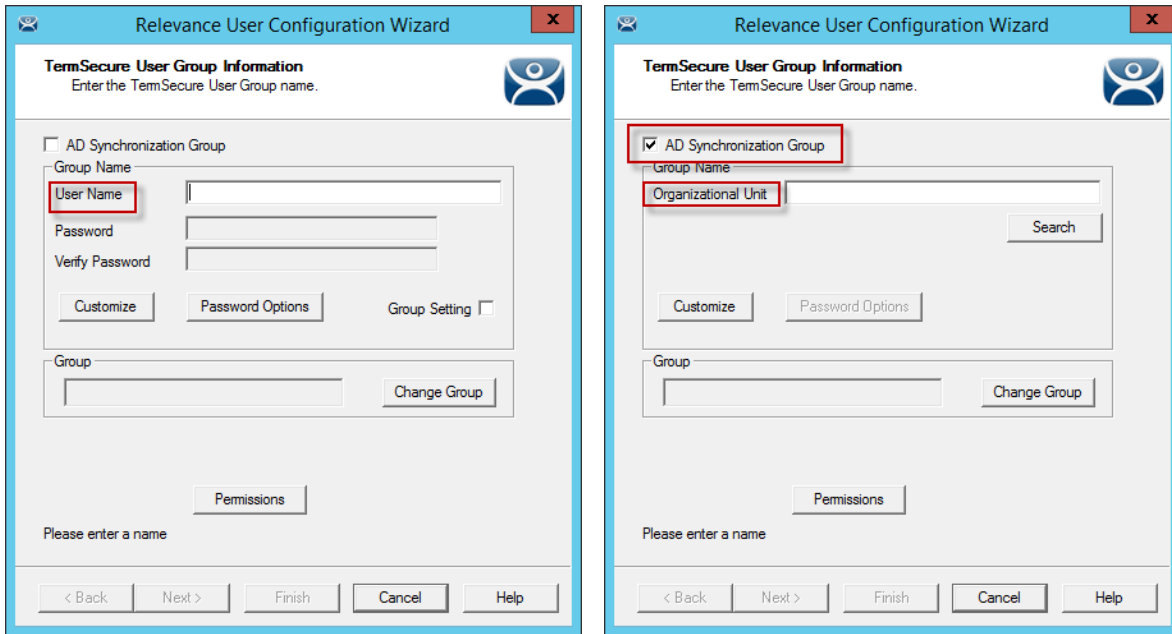 Relevance User Configuration Wizard
x
TermSecure User Group Information
Enter the TermSecure User Group name.
AD Synchronization Group
Group Name
User Name
Password
Verify Password
Customize
Password Options
Group Setting
Group
Change Group
Permissions
Please enter a name
< Back
Next >
Finish
Cancel
Help
Relevance User Configuration Wizard
x
TermSecure User Group Information
Enter the TermSecure User Group name.
AD Synchronization Group
Group Name
Organizational Unit
Search
Customize
Password Options
Group
Change Group
Permissions
Please enter a name
< Back
Next >
Finish
Cancel
Help